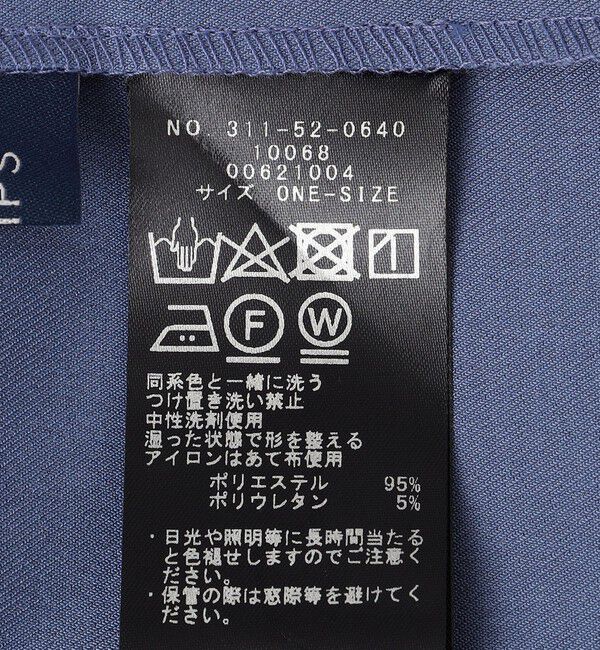 NO 311-52-0640
10068
00621004
サイズ ONE-SIZE
F W
同系色と一緒に洗う
つけ置き洗い禁止
中性洗剤使用
湿った状態で形を整える
アイロンはあて布使用
ポリエステル 95%
ポリウレタン 5%
・日光や照明等に長時間当たる
と色褪せしますのでご注意く
ださい。
・保管の際は窓際等を避けてく
ださい。
IPS